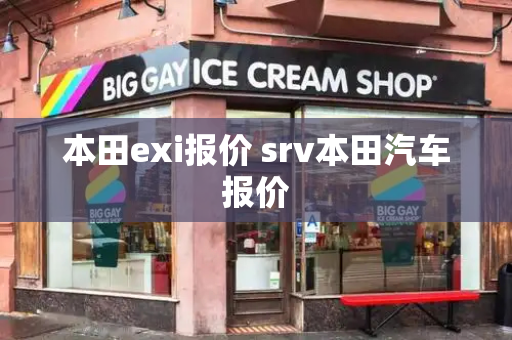 BIG GAY ICE CREAM SHOP
本田exi报价 srv本田汽车
报价
BIG GAY
ICE CREAM
SHOP
BIG GAY
ICE CREAM
SHOP
A